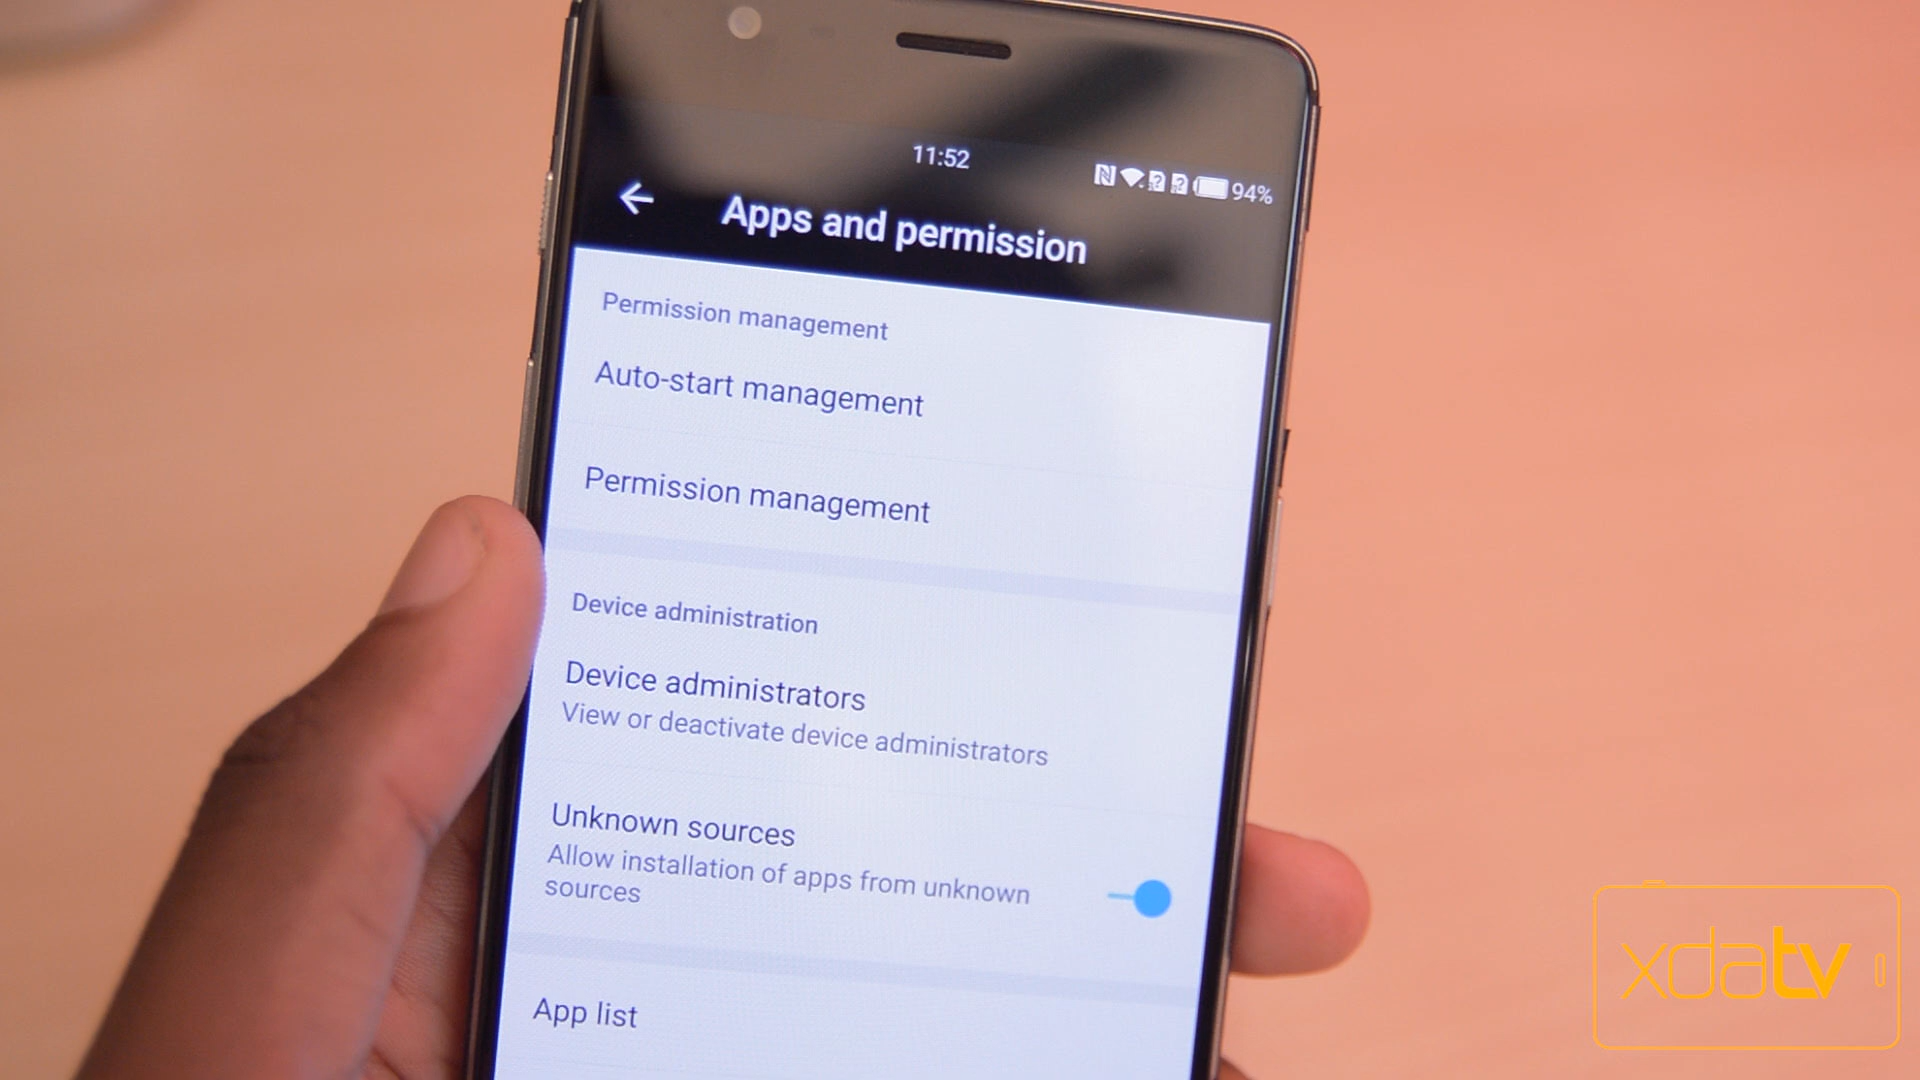 11:52
94%
Apps and permission
Permission management
Auto-start management
Permission management
Device administration
Device administrators
View or deactivate device administrators
Unknown sources
Allow installation of apps from unknown
sources
App list
xdatv